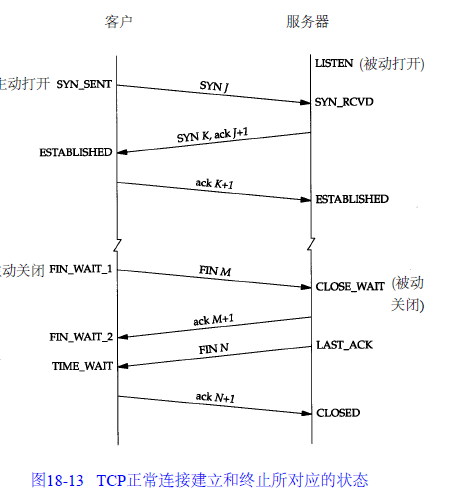 客户 服务器
LISTEN (被动打开)
主动打开 SYN_SENT SYN J
SYN_RCVD
SYN K, ack J+1
ESTABLISHED
ack K+1
ESTABLISHED
动关闭 FIN_WAIT_1 FIN M
CLOSE_WAIT (被动
关闭)
ack M+1
FIN_WAIT_2
FIN N LAST_ACK
TIME_WAIT
ack N+1
CLOSED
图18-13 TCP正常连接建立和终止所对应的状态